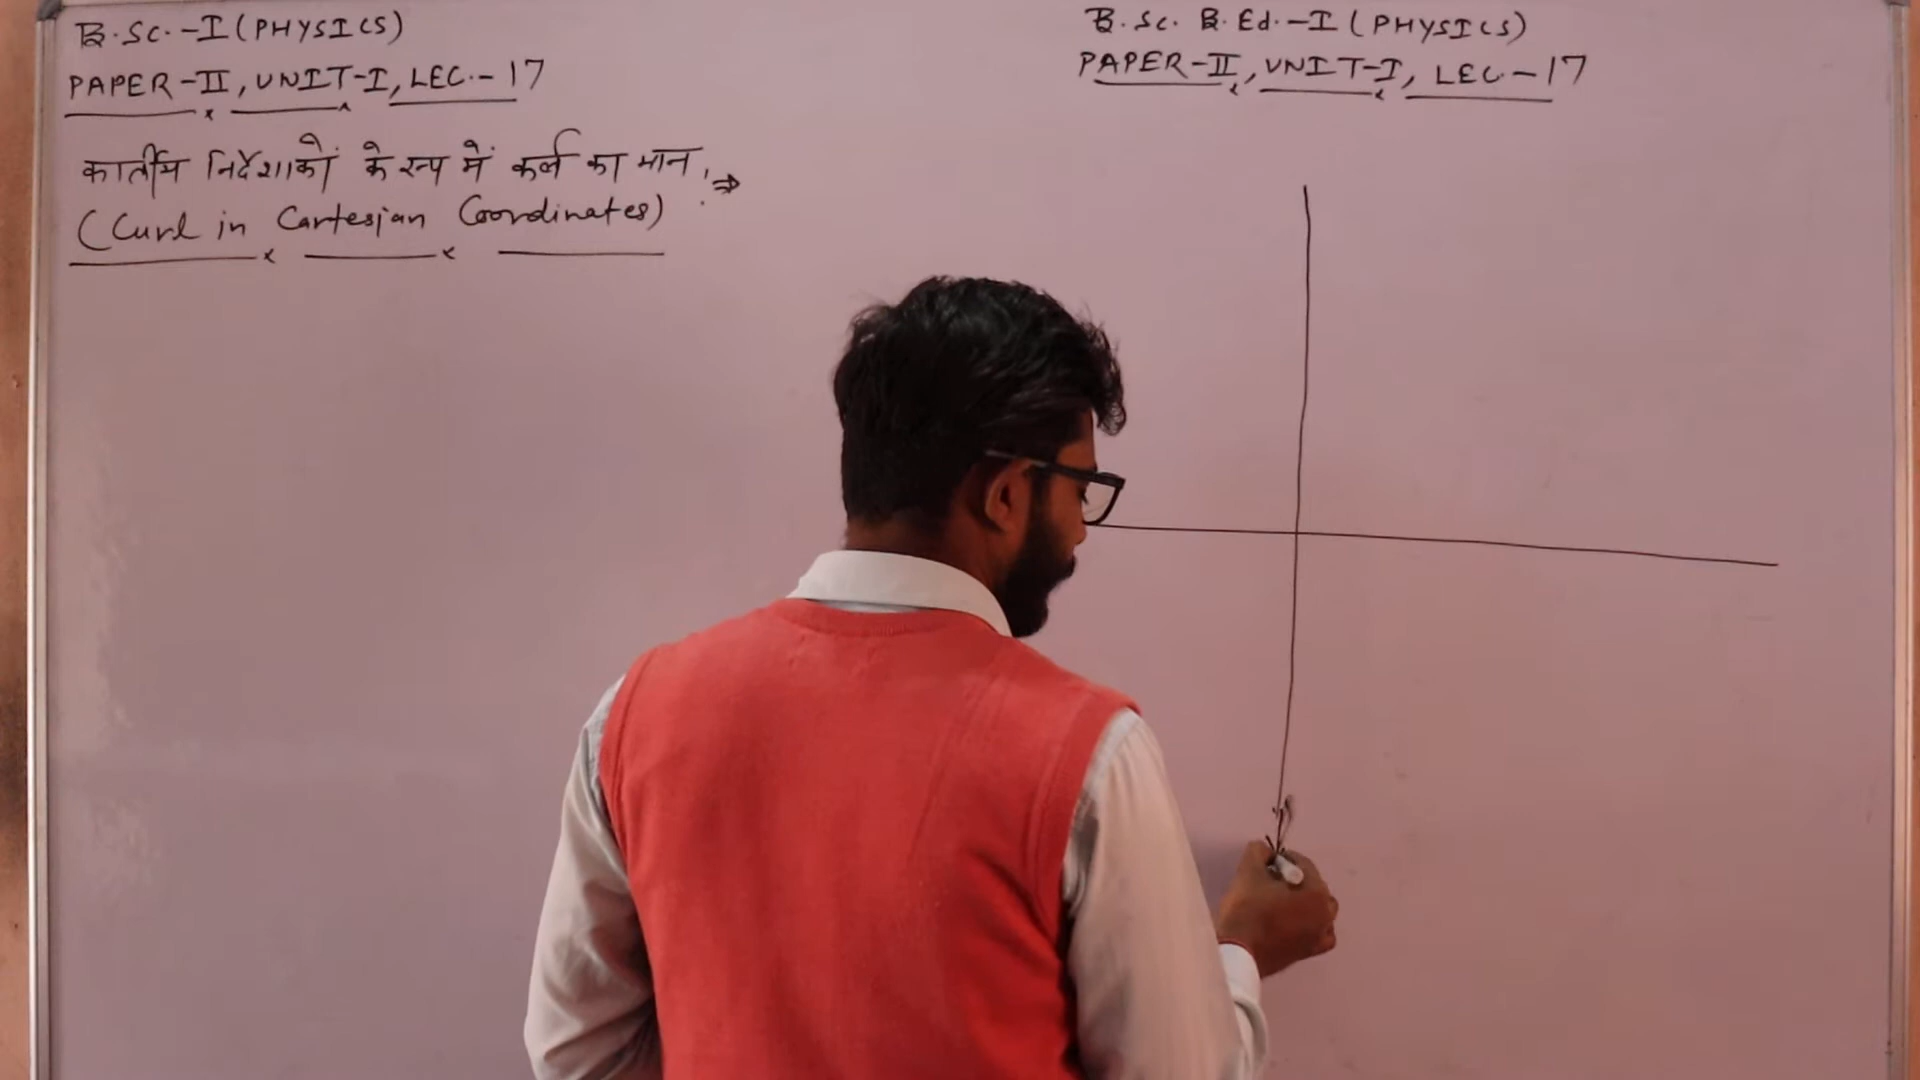 B.Sc.-I (PHYSICS)
PAPER-II, UNIT-I, LEC.-17
कार्तीय निर्देशाकों के रूप में कर्ल का मान :⇒
(Curl in Cartesian Coordinates)
B.Sc. B.Ed.-I (PHYSICS)
PAPER-II, UNIT-I, LEC.-17